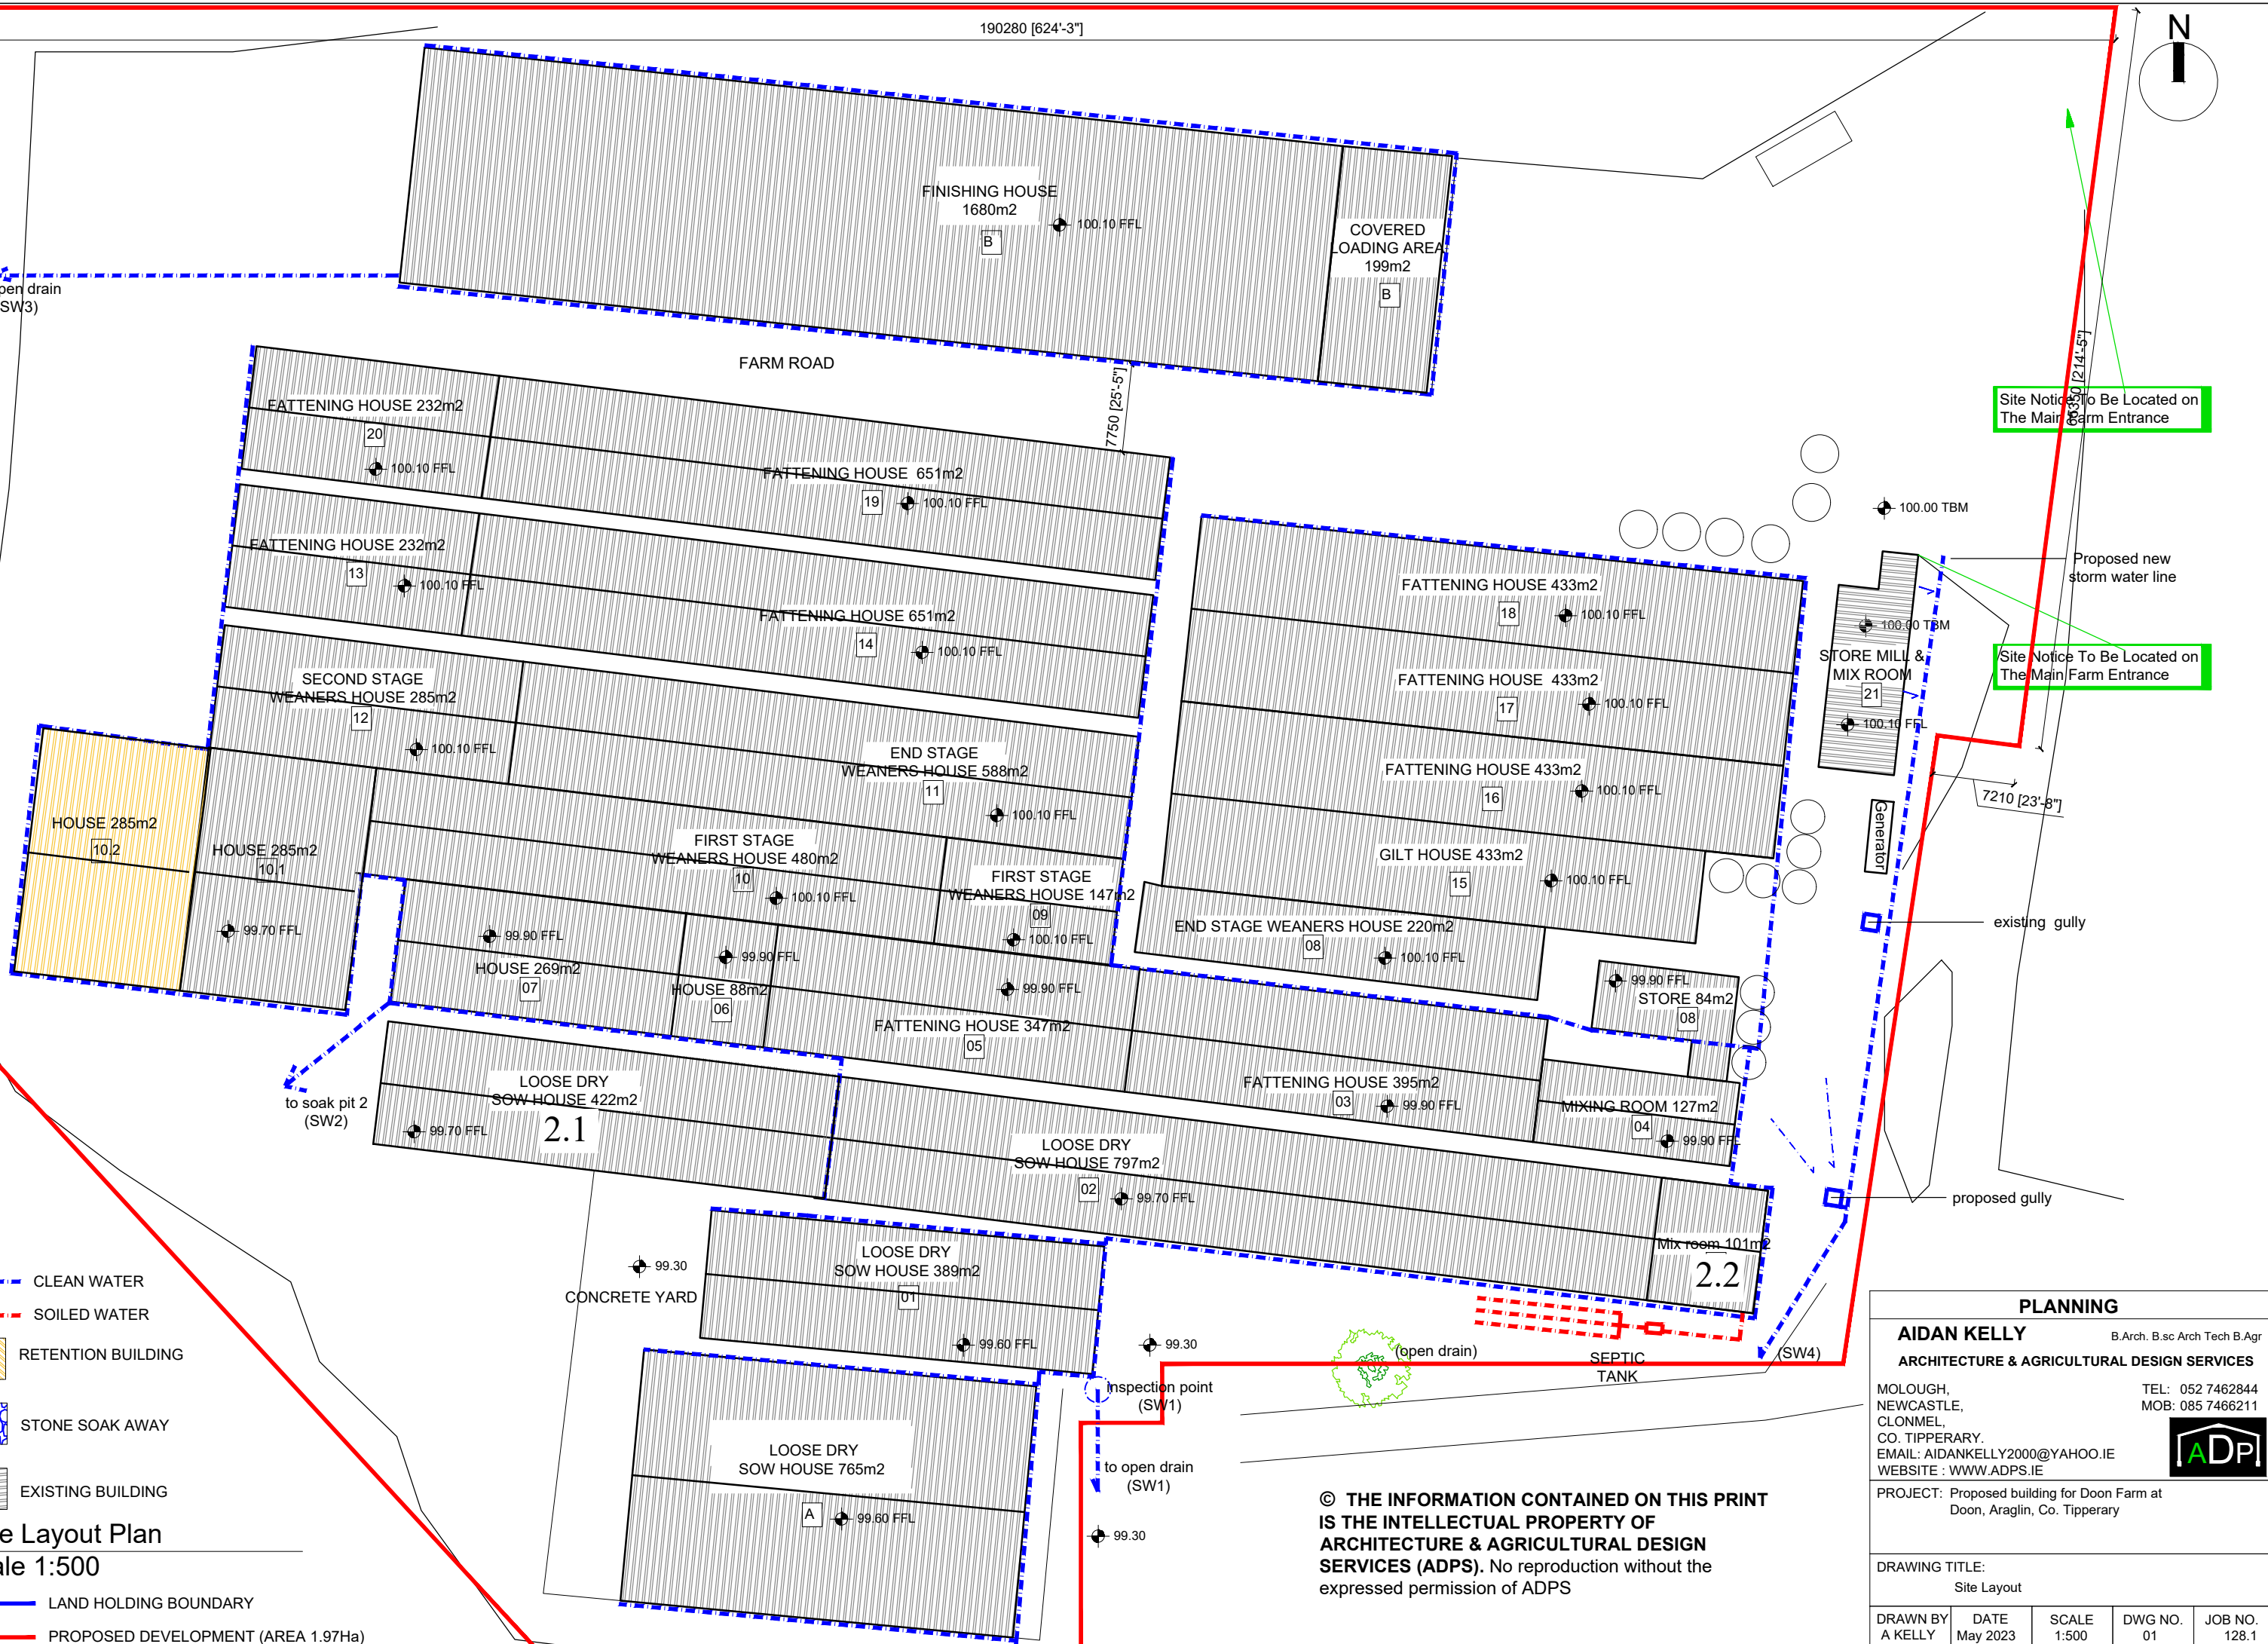 190280 [624'-3"]
N
FINISHING HOUSE
1680m2
100.10 FFL
B
COVERED
LOADING AREA
199m2
B
open drain
(SW3)
FARM ROAD
7750 [25'-5"]
[214'-5"]
Site Notice To Be Located on
The Main Farm Entrance
FATTENING HOUSE 232m2
20
100.10 FFL
FATTENING HOUSE 651m2
19
100.10 FFL
100.00 TBM
FATTENING HOUSE 232m2
13
100.10 FFL
FATTENING HOUSE 651m2
14
100.10 FFL
FATTENING HOUSE 433m2
18
100.10 FFL
Proposed new
storm water line
100.00 TBM
STORE MILL &
MIX ROOM
21
100.10 FFL
Site Notice To Be Located on
The Main Farm Entrance
SECOND STAGE
WEANERS HOUSE 285m2
12
100.10 FFL
FATTENING HOUSE 433m2
17
100.10 FFL
END STAGE
WEANERS HOUSE 588m2
11
100.10 FFL
FATTENING HOUSE 433m2
16
100.10 FFL
7210 [23'-8"]
Generator
HOUSE 285m2
10.2
HOUSE 285m2
10.1
99.70 FFL
FIRST STAGE
WEANERS HOUSE 480m2
10
100.10 FFL
FIRST STAGE
WEANERS HOUSE 147m2
09
100.10 FFL
GILT HOUSE 433m2
15
100.10 FFL
END STAGE WEANERS HOUSE 220m2
08
100.10 FFL
existing gully
99.90 FFL
HOUSE 269m2
07
99.90 FFL
HOUSE 88m2
06
99.90 FFL
FATTENING HOUSE 347m2
05
99.90 FFL
STORE 84m2
08
to soak pit 2
(SW2)
LOOSE DRY
SOW HOUSE 422m2
2.1
99.70 FFL
FATTENING HOUSE 395m2
03
99.90 FFL
MIXING ROOM 127m2
04
99.90 FFL
LOOSE DRY
SOW HOUSE 797m2
02
99.70 FFL
proposed gully
Mix room 101m2
2.2
LOOSE DRY
SOW HOUSE 389m2
01
99.60 FFL
99.30
CONCRETE YARD
99.30
(open drain)
SEPTIC
TANK
(SW4)
inspection point
(SW1)
to open drain
(SW1)
99.30
LOOSE DRY
SOW HOUSE 765m2
A
99.60 FFL
CLEAN WATER
SOILED WATER
RETENTION BUILDING
STONE SOAK AWAY
EXISTING BUILDING
e Layout Plan
ale 1:500
LAND HOLDING BOUNDARY
PROPOSED DEVELOPMENT (AREA 1.97Ha)
© THE INFORMATION CONTAINED ON THIS PRINT
IS THE INTELLECTUAL PROPERTY OF
ARCHITECTURE & AGRICULTURAL DESIGN
SERVICES (ADPS). No reproduction without the
expressed permission of ADPS
PLANNING
AIDAN KELLY B.Arch. B.sc Arch Tech B.Agr
ARCHITECTURE & AGRICULTURAL DESIGN SERVICES
MOLOUGH, TEL: 052 7462844
NEWCASTLE, MOB: 085 7466211
CLONMEL,
CO. TIPPERARY.
EMAIL: AIDANKELLY2000@YAHOO.IE
WEBSITE : WWW.ADPS.IE
ADP
PROJECT: Proposed building for Doon Farm at
Doon, Araglin, Co. Tipperary
DRAWING TITLE:
Site Layout
DRAWN BY DATE SCALE DWG NO. JOB NO.
A KELLY May 2023 1:500 01 128.1